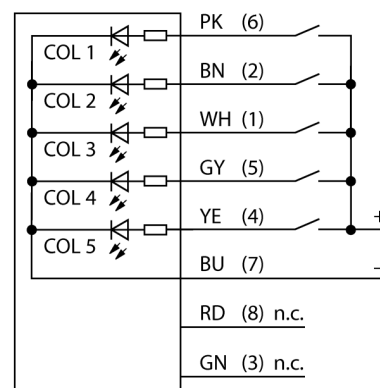 PK (6)
COL 1
BN (2)
COL 2
WH (1)
COL 3
GY (5)
COL 4
YE (4)
+
COL 5
BU (7)
–
RD (8) n.c.
GN (3) n.c.